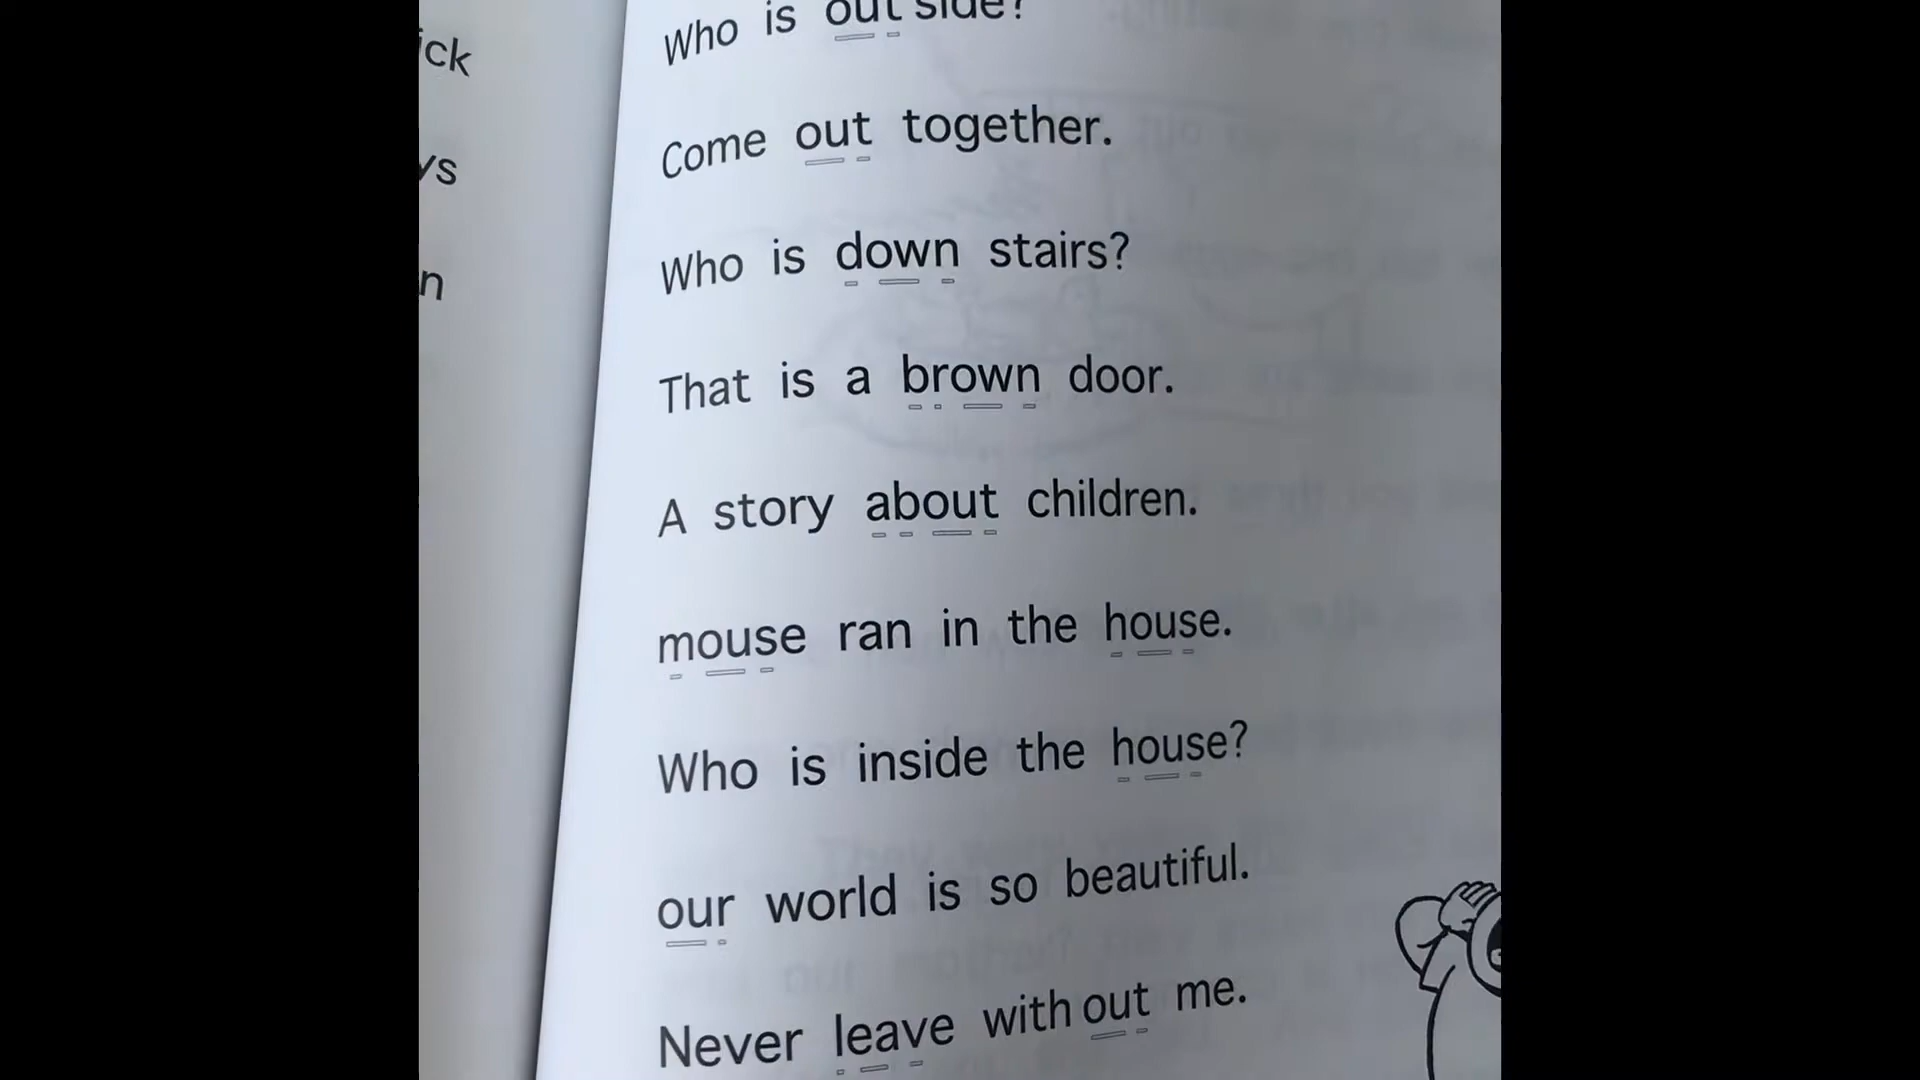 ick
ys
n
Who is out side?
Come out together.
Who is down stairs?
That is a brown door.
A story about children.
mouse ran in the house.
Who is inside the house?
our world is so beautiful.
Never leave with out me.